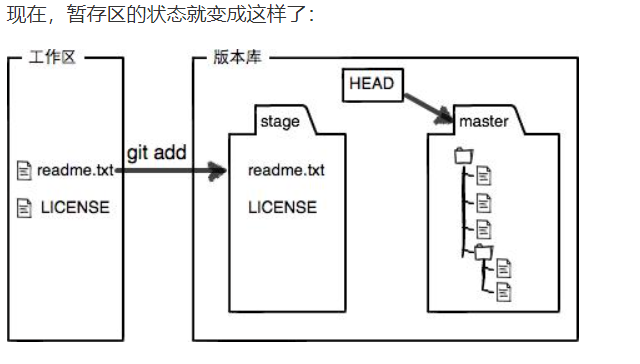 现在，暂存区的状态就变成这样了：
工作区
版本库
HEAD
stage
master
git add
readme.txt
readme.txt
LICENSE
LICENSE